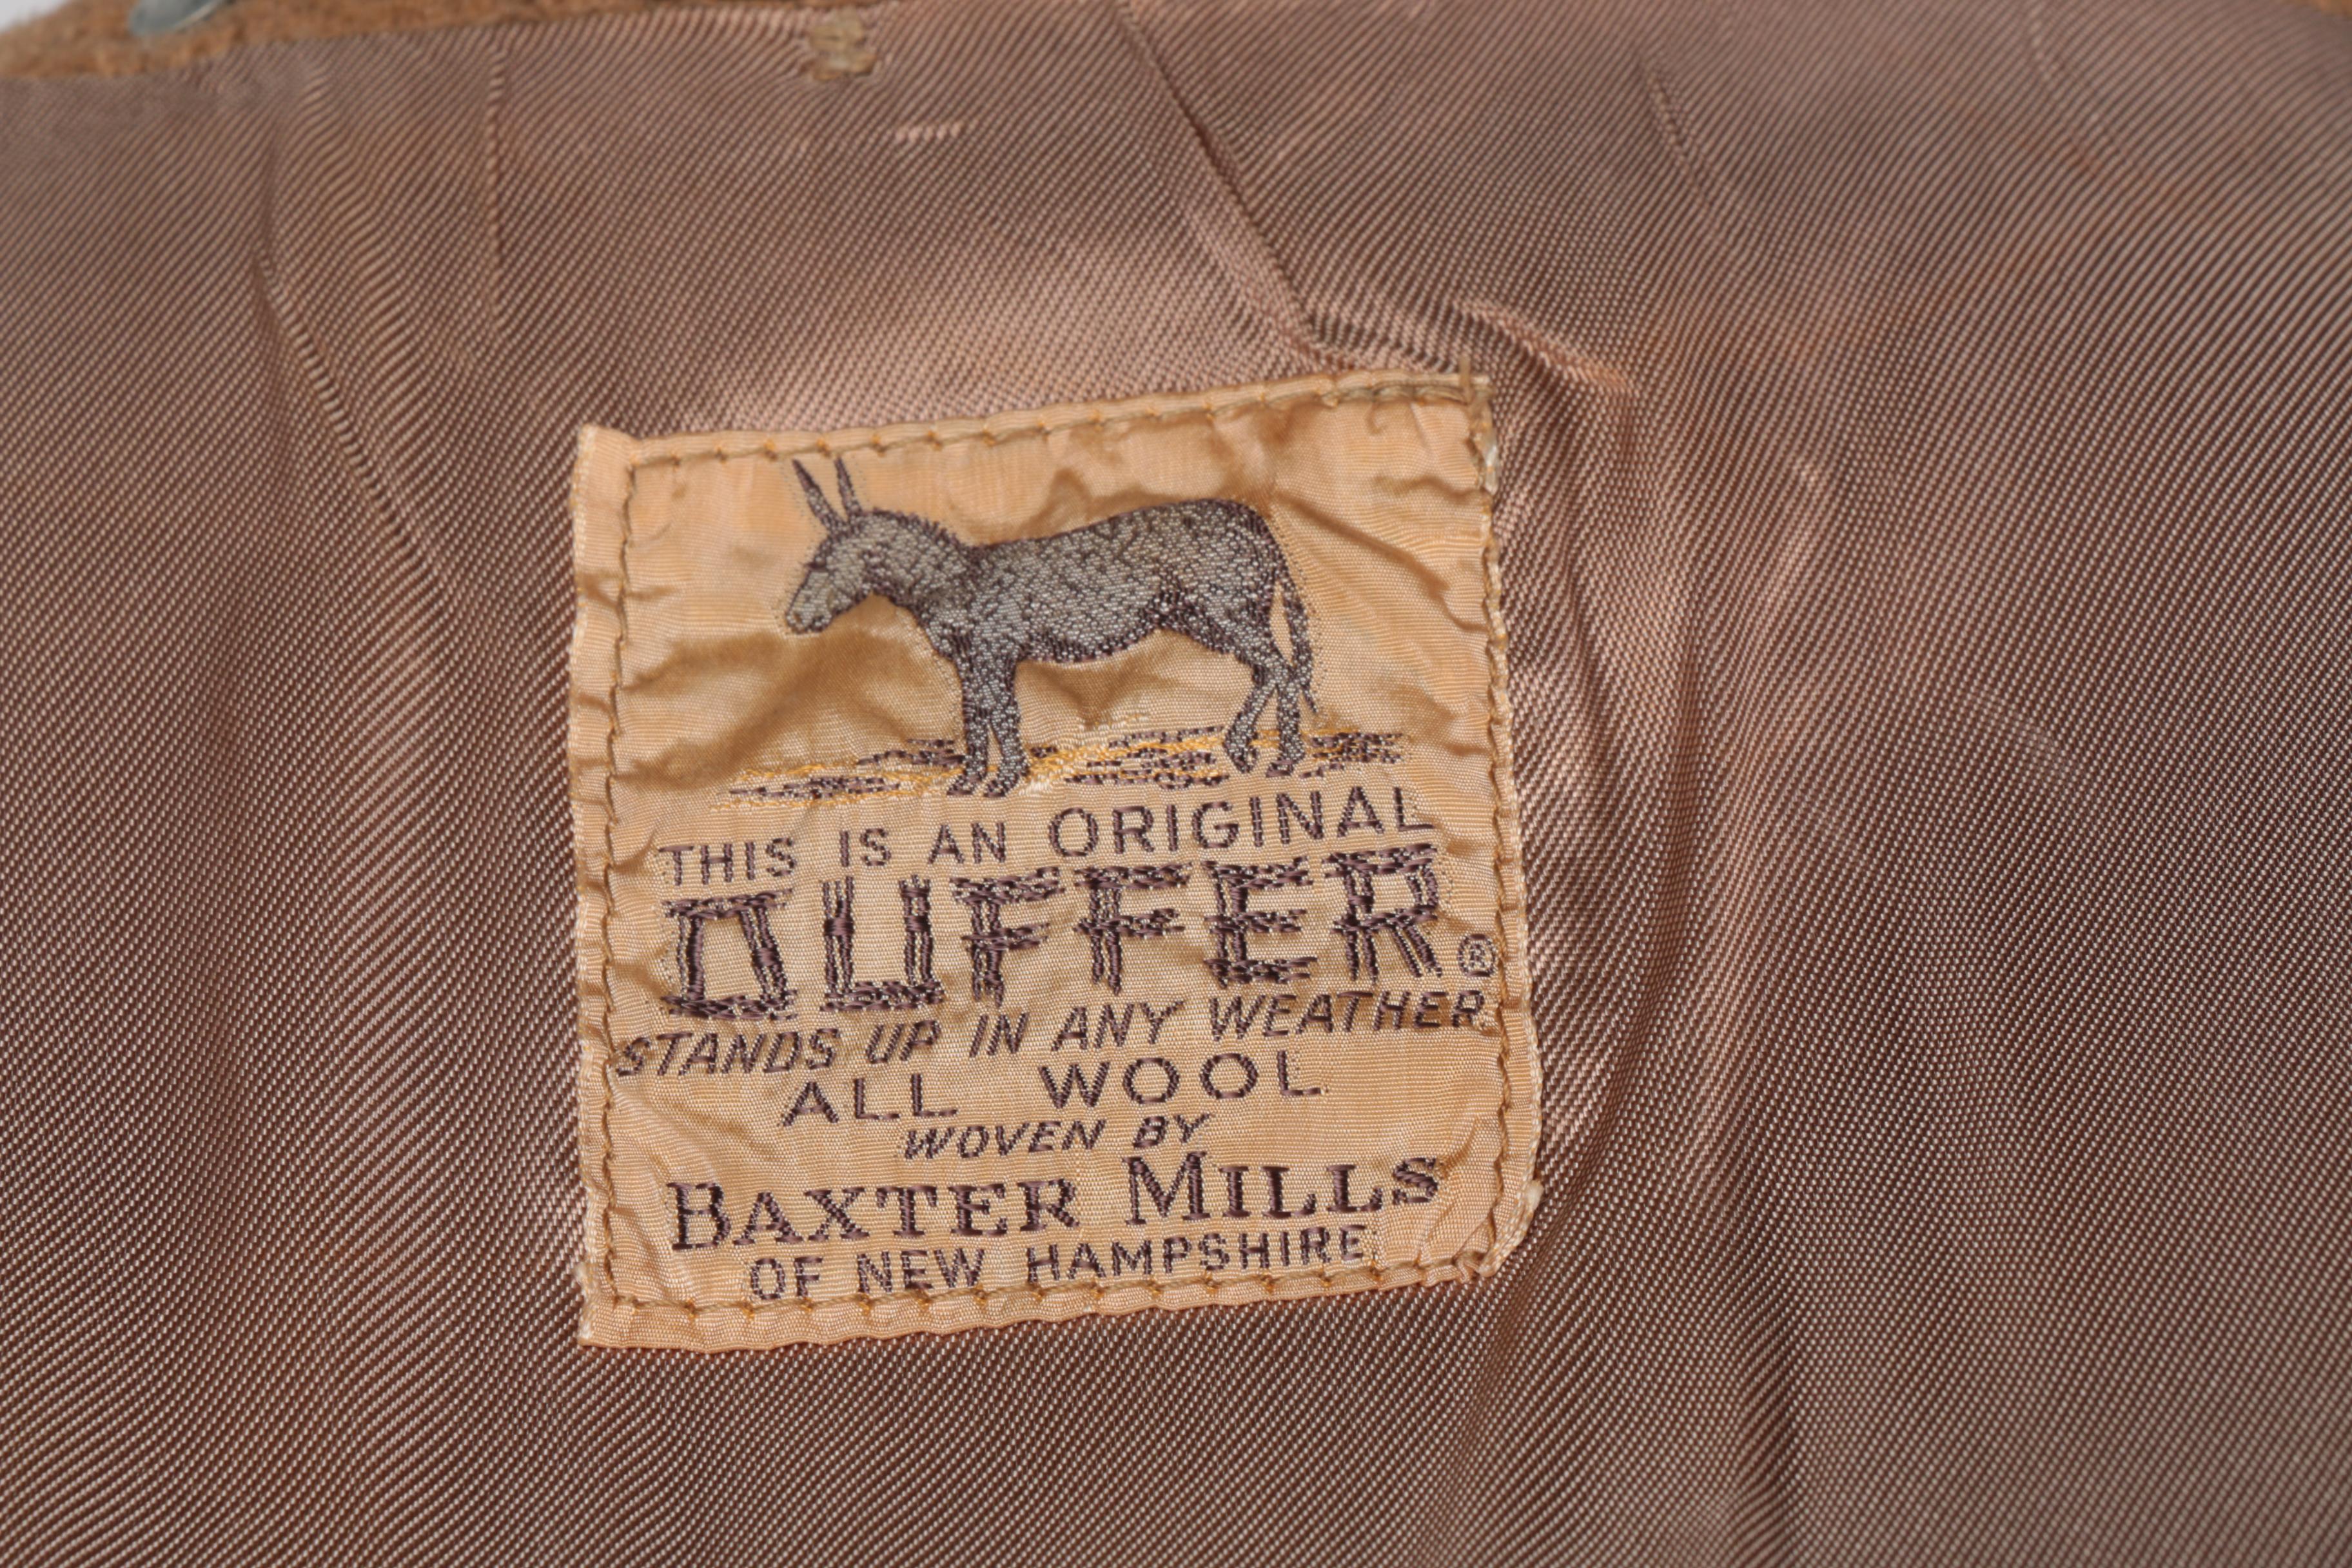 THIS IS AN ORIGINAL
DUFFER®
STANDS UP IN ANY WEATHER
ALL WOOL
WOVEN BY
BAXTER MILLS
OF NEW HAMPSHIRE